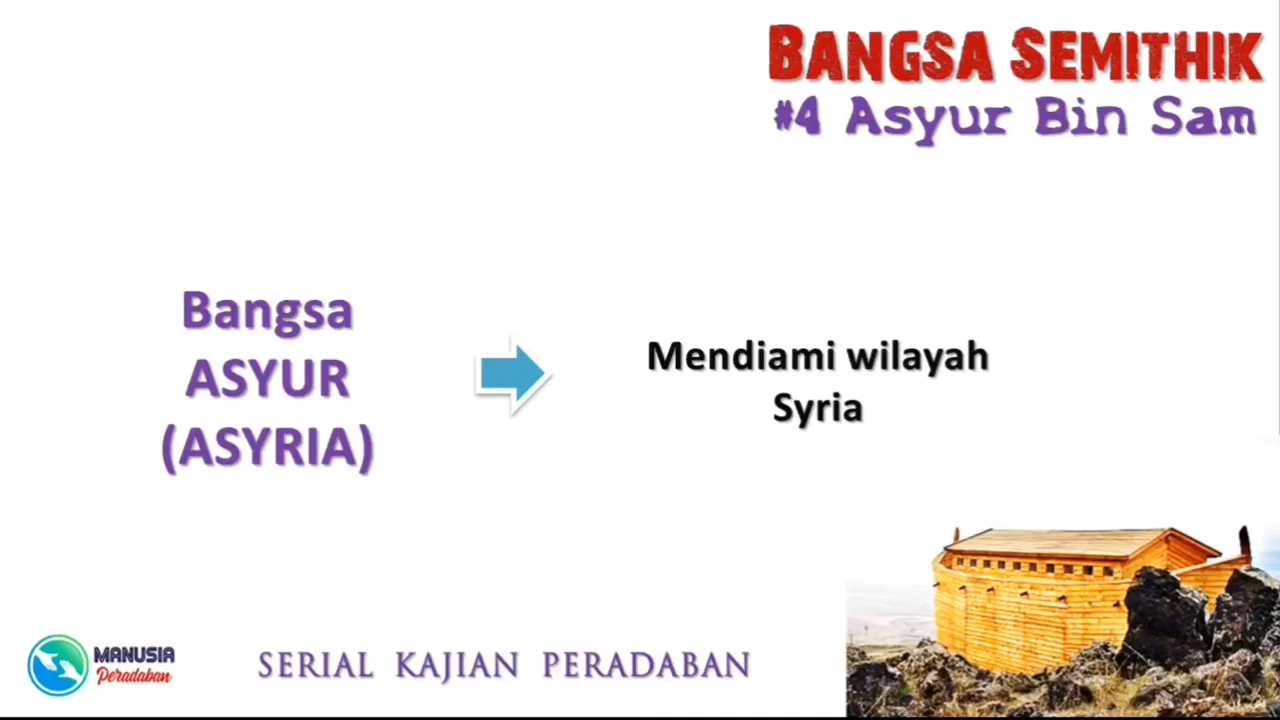 BANGSA SEMITHIK
#4 Asyur Bin Sam
Bangsa
ASYUR
(ASYRIA)
Mendiami wilayah
Syria
MANUSIA
Peradaban
SERIAL KAJIAN PERADABAN